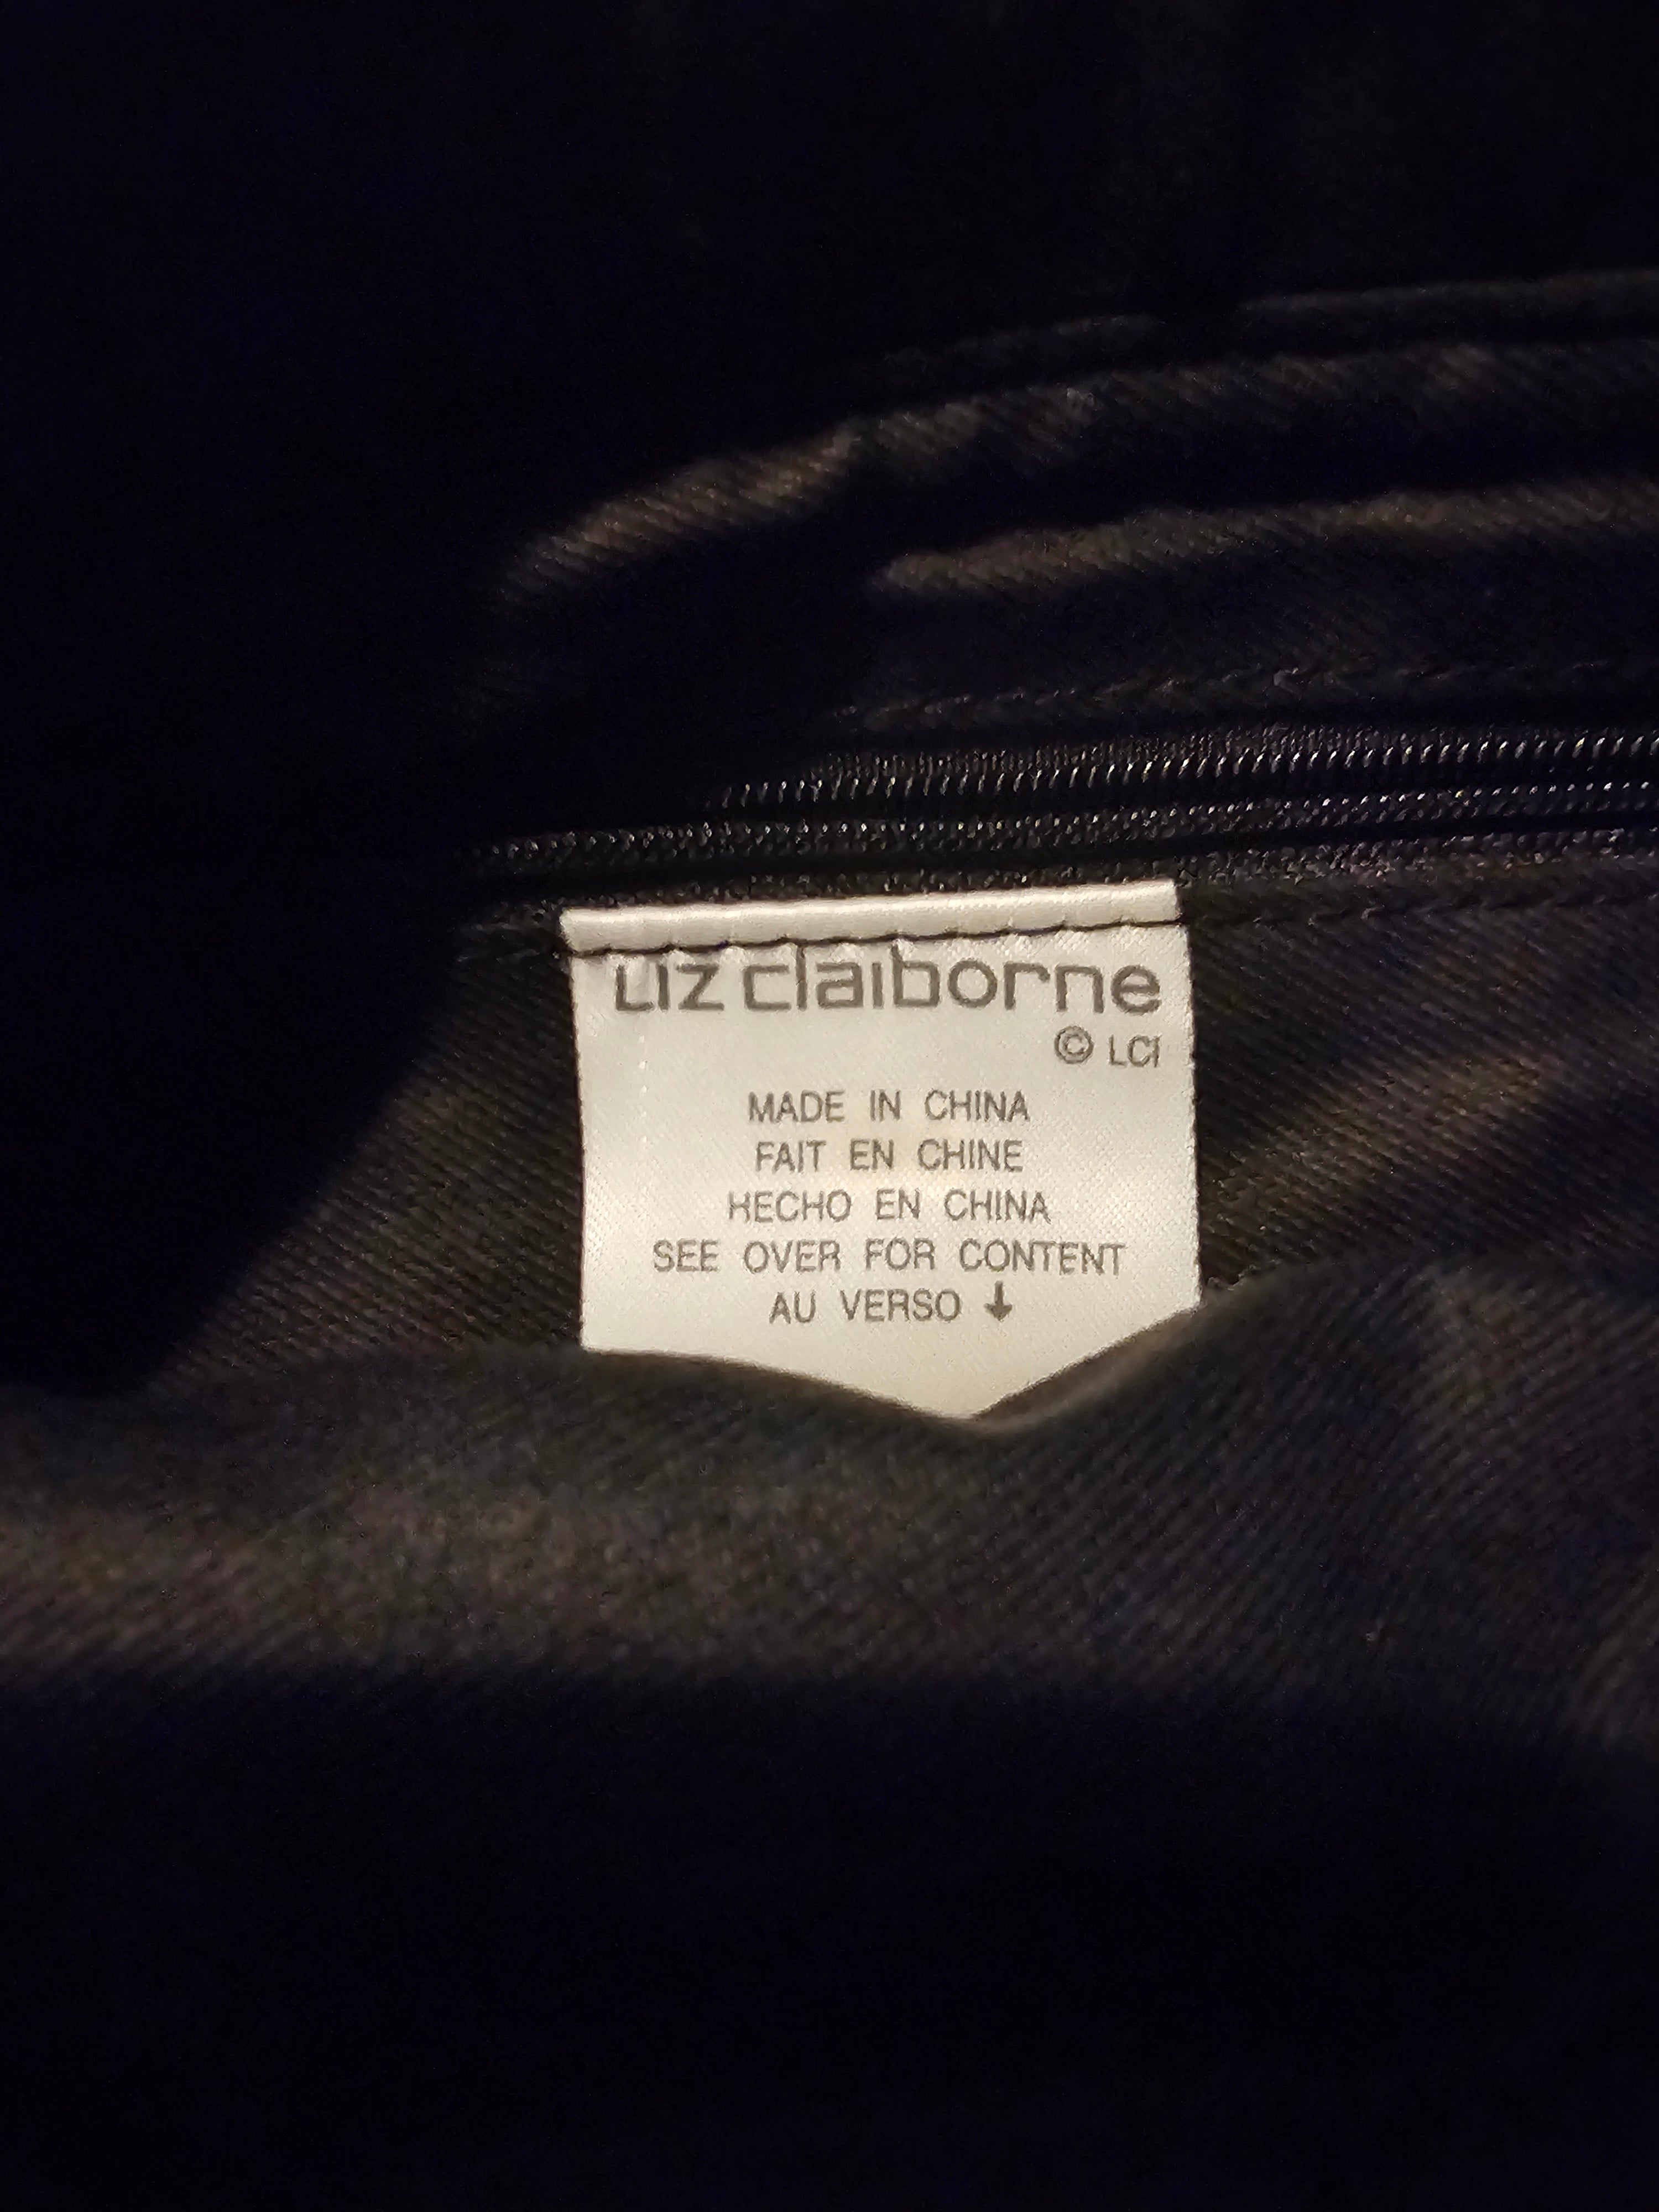 Liz claiborne
© LCI
MADE IN CHINA
FAIT EN CHINE
HECHO EN CHINA
SEE OVER FOR CONTENT
AU VERSO ↓